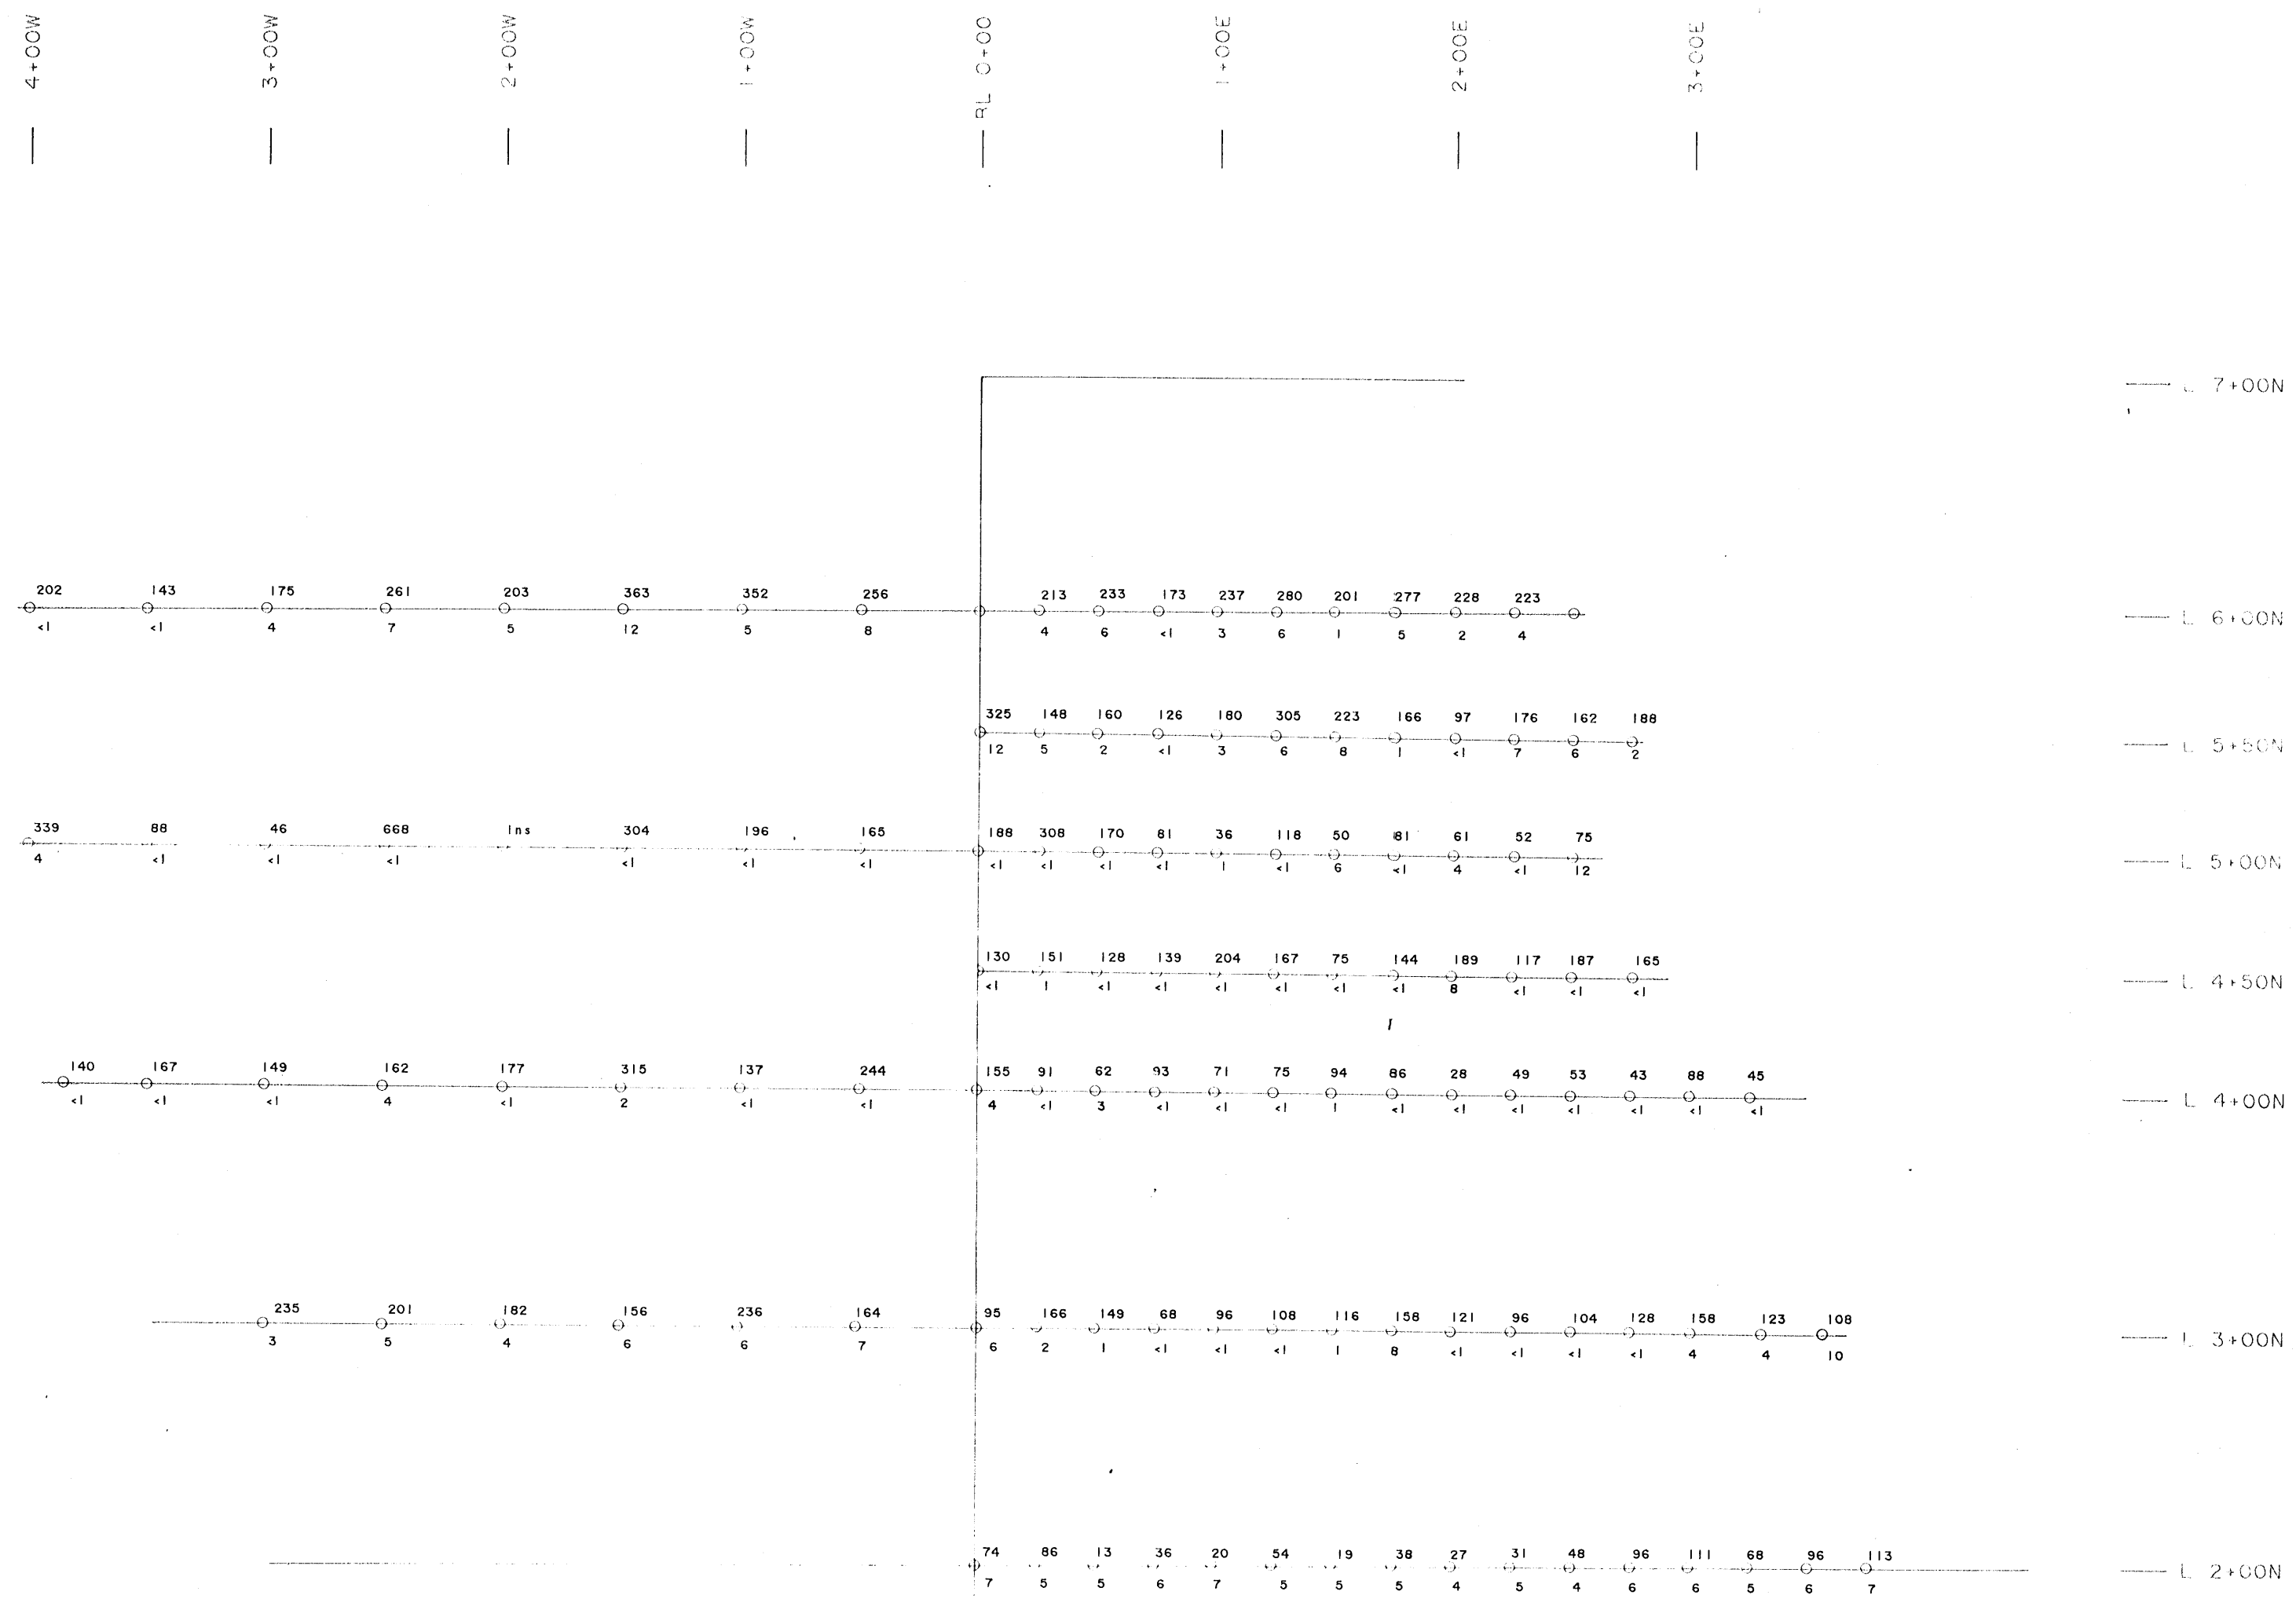 4+00W 3+00W 2+00W 1+00W BL 0+00 1+00E 2+00E 3+00E
L 7+00N
202 143 175 261 203 363 352 256 213 233 173 237 280 201 277 228 223
L 6+00N
<1 <1 4 7 5 12 5 8 4 6 <1 3 6 1 5 2 4
325 148 160 126 180 305 223 166 97 176 162 188
L 5+50N
12 5 2 <1 3 6 8 1 <1 7 6 2
339 88 46 668 Ins 304 196 165 188 308 170 81 36 118 50 81 61 52 75
L 5+00N
4 <1 <1 <1 <1 <1 <1 <1 <1 <1 <1 1 <1 6 <1 4 <1 12
130 151 128 139 204 167 75 144 189 117 187 165
L 4+50N
<1 1 <1 <1 <1 <1 <1 <1 8 <1 <1 <1
140 167 149 162 177 315 137 244 155 91 62 93 71 75 94 86 28 49 53 43 88 45
L 4+00N
<1 <1 <1 4 <1 2 <1 <1 4 <1 3 <1 <1 <1 1 <1 <1 <1 <1 <1 <1 <1
235 201 182 156 236 164 95 166 149 68 96 108 116 158 121 96 104 128 158 123 108
L 3+00N
3 5 4 6 6 7 6 2 1 <1 <1 <1 1 8 <1 <1 <1 <1 4 4 10
74 86 13 36 20 54 19 38 27 31 48 96 111 68 96 113
L 2+00N
7 5 5 6 7 5 5 5 4 5 4 6 6 5 6 7